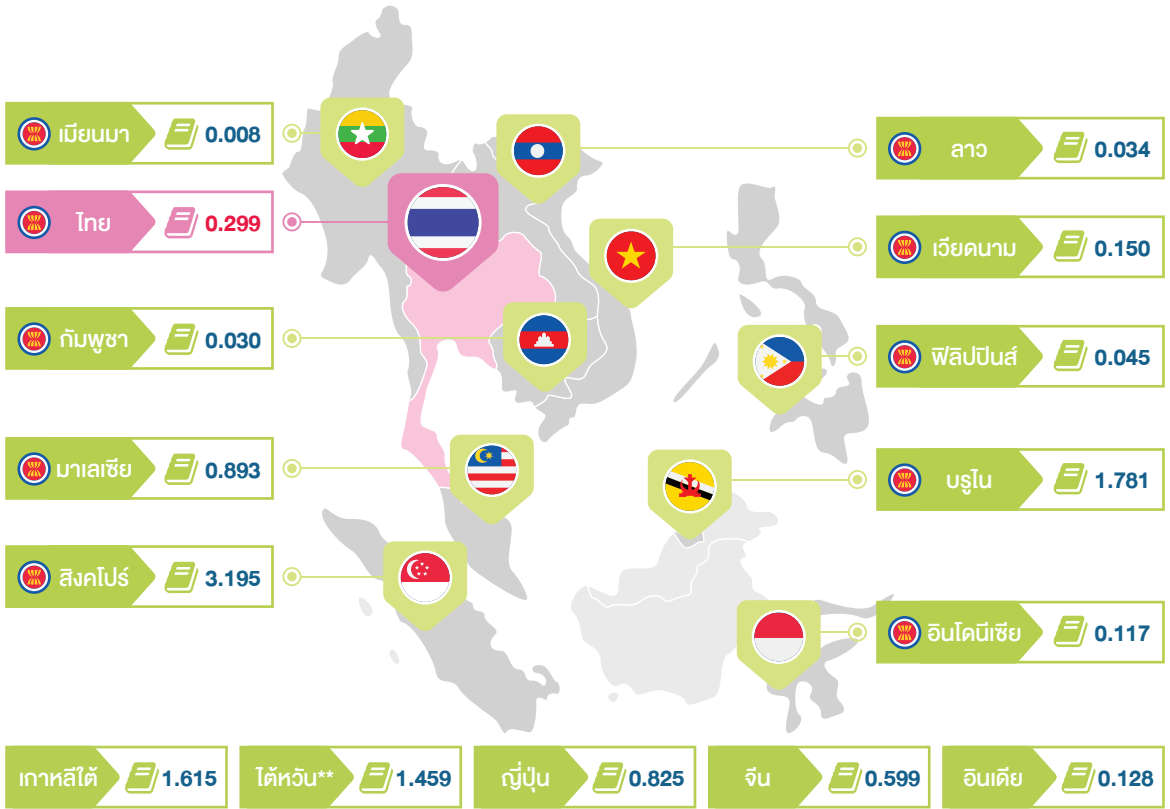 เมียนมา 0.008
ไทย 0.299
กัมพูชา 0.030
มาเลเซีย 0.893
สิงคโปร์ 3.195
ลาว 0.034
เวียดนาม 0.150
ฟิลิปปินส์ 0.045
บรูไน 1.781
อินโดนีเซีย 0.117
เกาหลีใต้ 1.615
ไต้หวัน** 1.459
ญี่ปุ่น 0.825
จีน 0.599
อินเดีย 0.128